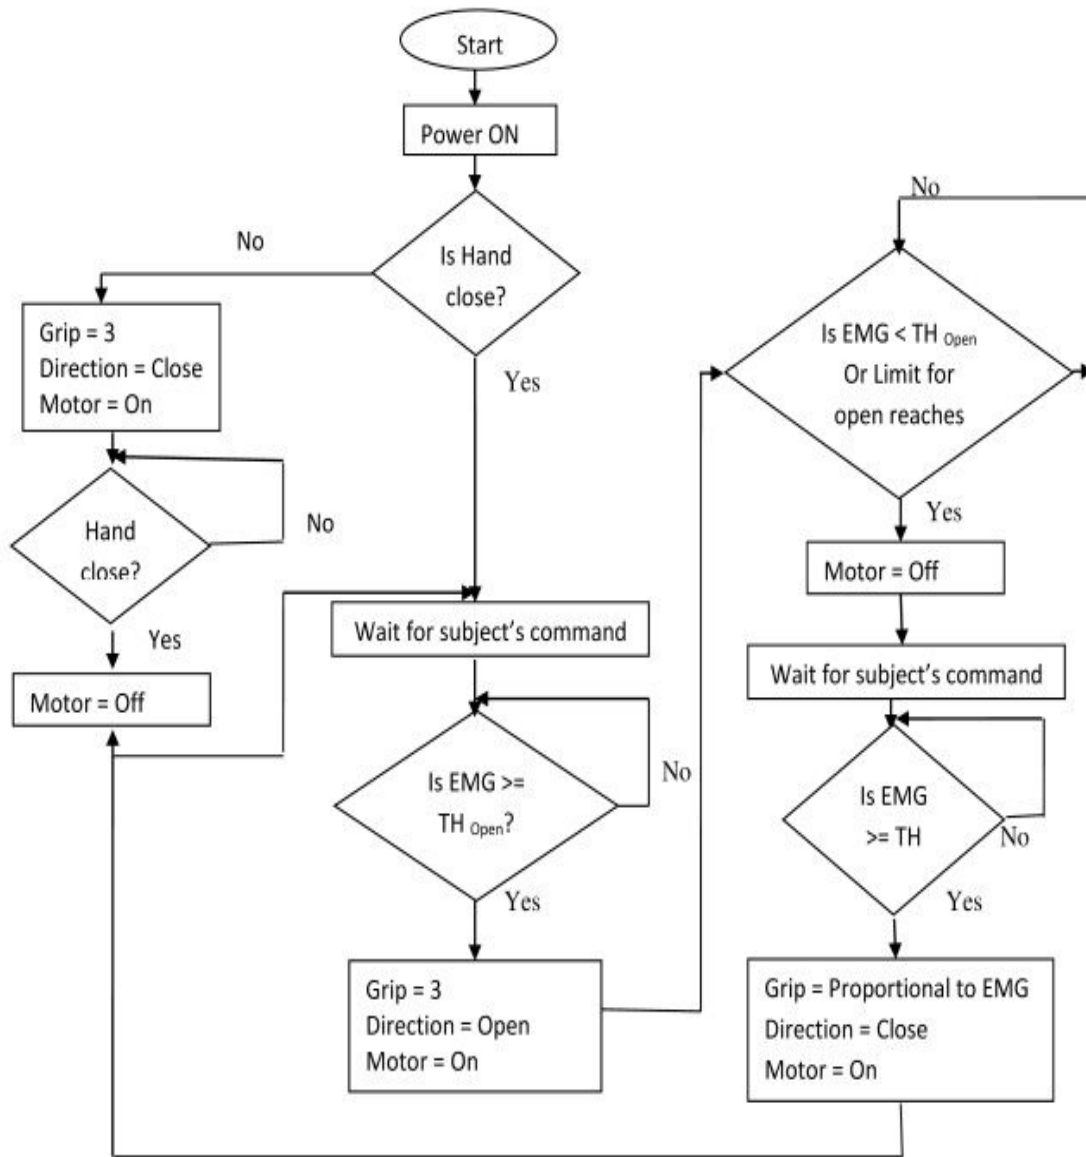 Start
Power ON
Is Hand
close?
No
Grip = 3
Direction = Close
Motor = On
Hand
close?
No
Yes
Motor = Off
Yes
Wait for subject's command
Is EMG >=
TH Open?
No
Yes
Grip = 3
Direction = Open
Motor = On
No
Is EMG < TH Open
Or Limit for
open reaches
Yes
Motor = Off
Wait for subject's command
Is EMG
>= TH
No
Yes
Grip = Proportional to EMG
Direction = Close
Motor = On